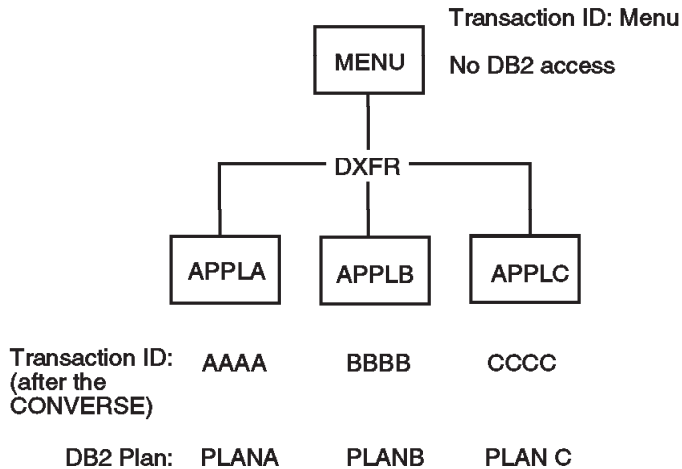 Transaction ID: Menu
MENU
No DB2 access
DXFR
APPLA APPLB APPLC
Transaction ID: AAAA BBBB CCCC
(after the
CONVERSE)
DB2 Plan: PLANA PLANB PLAN C